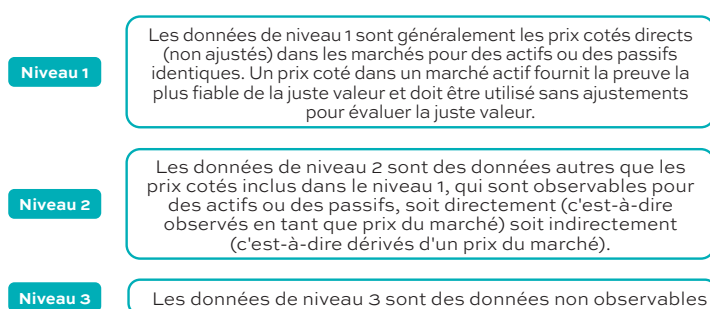 Niveau 1
Les données de niveau 1 sont généralement les prix cotés directs
(non ajustés) dans les marchés pour des actifs ou des passifs
identiques. Un prix coté dans un marché actif fournit la preuve la
plus fiable de la juste valeur et doit être utilisé sans ajustements
pour évaluer la juste valeur.
Niveau 2
Les données de niveau 2 sont des données autres que les
prix cotés inclus dans le niveau 1, qui sont observables pour
des actifs ou des passifs, soit directement (c'est-à-dire
observés en tant que prix du marché) soit indirectement
(c'est-à-dire dérivés d'un prix du marché).
Niveau 3
Les données de niveau 3 sont des données non observables